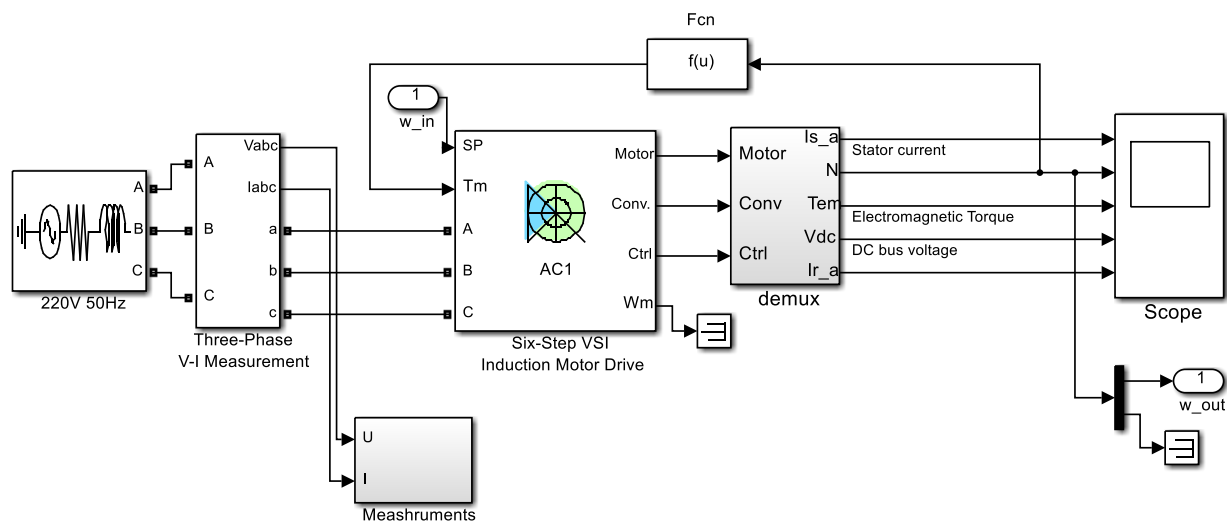 Fcn
f(u)
1
w_in
A
B
C
220V 50Hz
A
B
C
Vabc
Iabc
a
b
c
Three-Phase
V-I Measurement
SP
Tm
A
B
C
Motor
Conv.
Ctrl
Wm
AC1
Six-Step VSI
Induction Motor Drive
Motor
Conv
Ctrl
Is_a
N
Tem
Vdc
Ir_a
demux
Stator current
Electromagnetic Torque
DC bus voltage
Scope
1
w_out
U
I
Meashruments